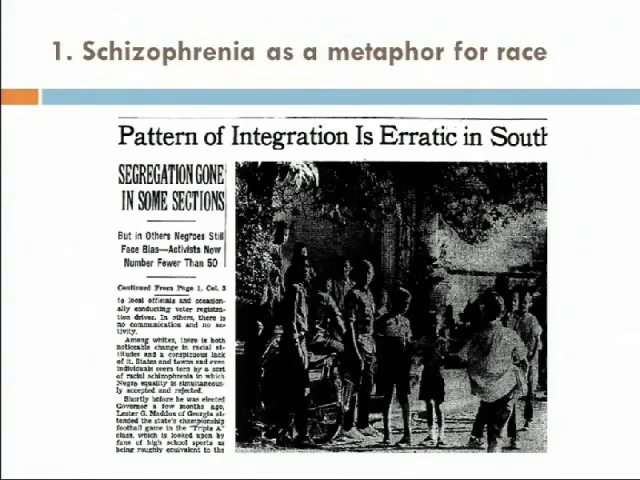 1. Schizophrenia as a metaphor for race
Pattern of Integration Is Erratic in South
SEGREGATION GONE
IN SOME SECTIONS
But in Others Negroes Still
Face Bias—Activists Now
Number Fewer Than 50
Continued From Page 1, Col. 3
to local officials and occasion-
ally conducting voter registra-
tion drives. In others, there is
no communication and no ac-
tivity.
Among whites, there is both
noticeable change in racial at-
titudes and a conspicuous lack
of it. States and towns and even
individuals seem torn by a sort
of racial schizophrenia in which
Negro equality is simultaneous-
ly accepted and rejected.
Shortly before he was elected
Governor a few months ago,
Lester G. Maddox of Georgia at-
tended the state's championship
football game in the "Triple A"
class, which is looked upon by
fans of high school sports as
being roughly equivalent to the